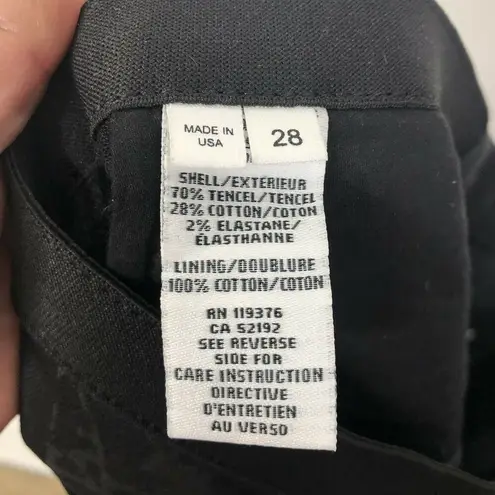 MADE IN
USA
28
SHELL/EXTERIEUR
70% TENCEL/TENCEL
28% COTTON/COTON
2% ELASTANE/
ÉLASTHANNE
LINING/DOUBLURE
100% COTTON/COTON
RN 119376
CA 52192
SEE REVERSE
SIDE FOR
CARE INSTRUCTION
DIRECTIVE
D'ENTRETIEN
AU VERSO